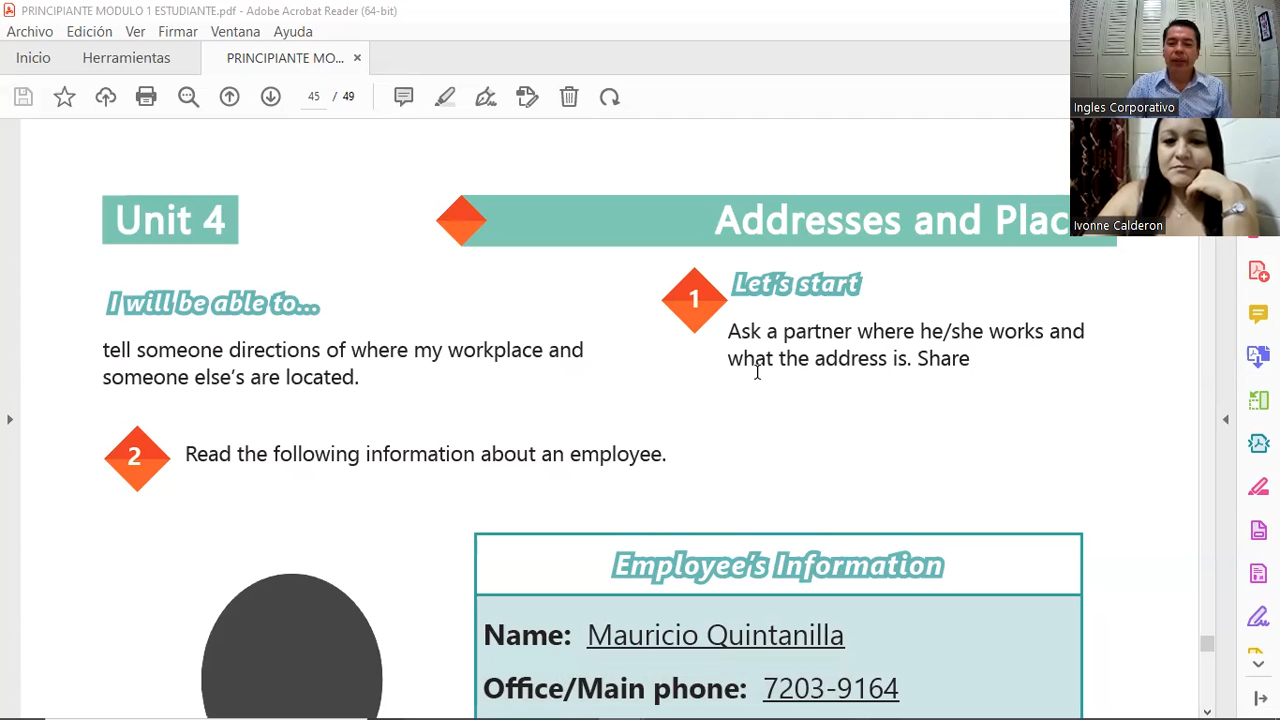 PRINCIPIANTE MODULO 1 ESTUDIANTE.pdf - Adobe Acrobat Reader (64-bit)
Archivo Edición Ver Firmar Ventana Ayuda
Inicio Herramientas PRINCIPIANTE MO... ×
45 / 49
Ingles Corporativo
Ivonne Calderon
Unit 4
Addresses and Plac
I will be able to...
tell someone directions of where my workplace and
someone else's are located.
1 Let's start
Ask a partner where he/she works and
what the address is. Share
2 Read the following information about an employee.
Employee's Information
Name: Mauricio Quintanilla
Office/Main phone: 7203-9164